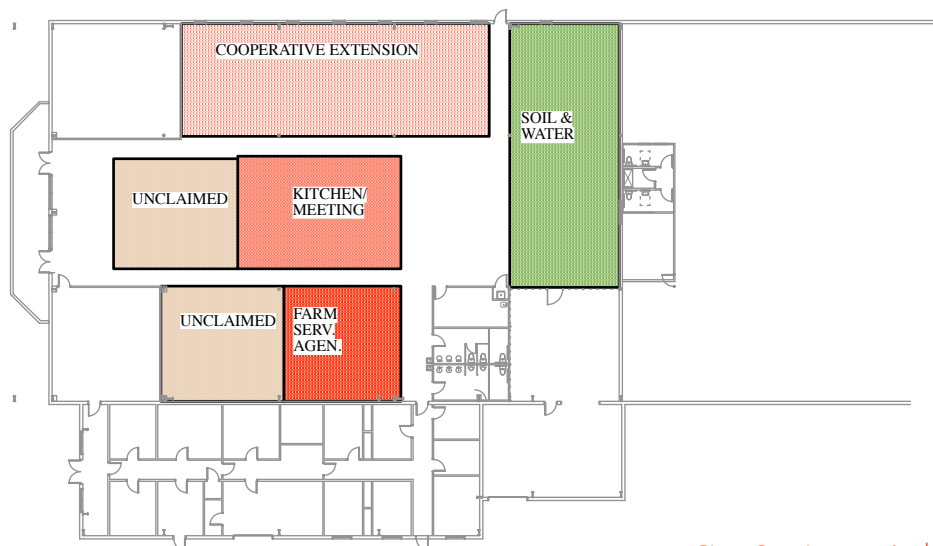 COOPERATIVE EXTENSION
SOIL &
WATER
UNCLAIMED
KITCHEN/
MEETING
UNCLAIMED
FARM
SERV.
AGEN.